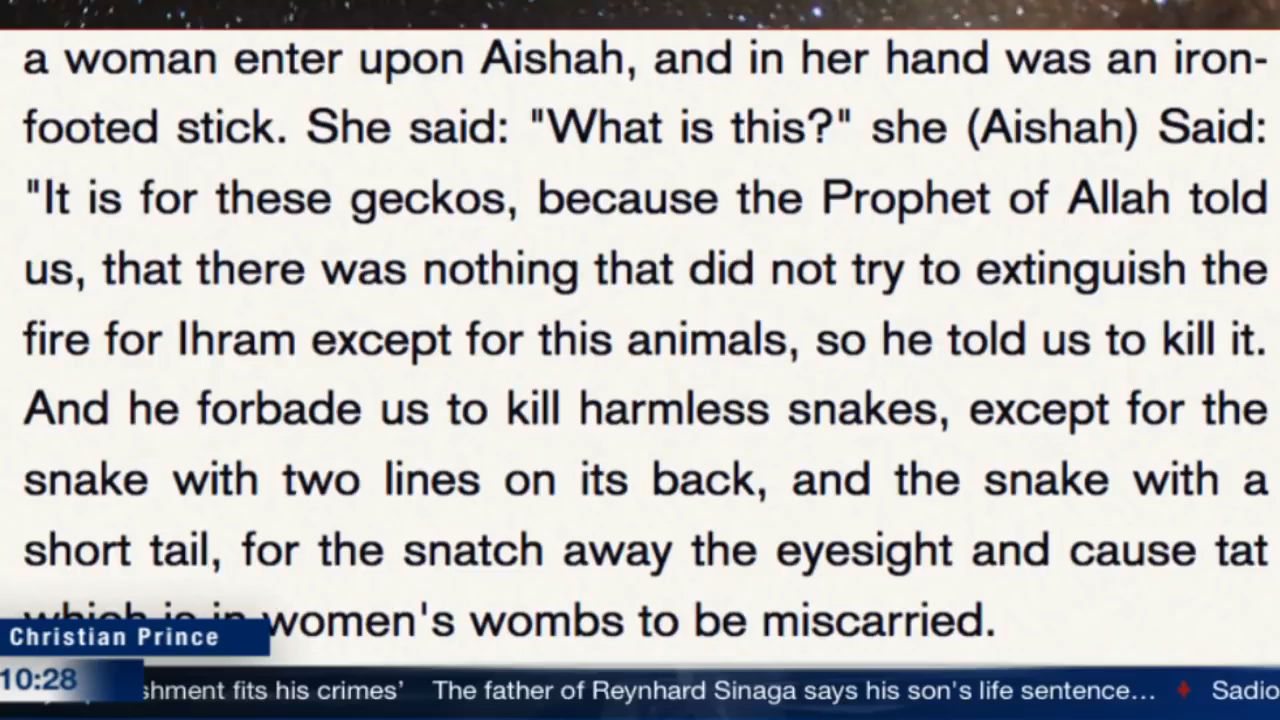 a woman enter upon Aishah, and in her hand was an iron-
footed stick. She said: "What is this?" she (Aishah) Said:
"It is for these geckos, because the Prophet of Allah told
us, that there was nothing that did not try to extinguish the
fire for Ihram except for this animals, so he told us to kill it.
And he forbade us to kill harmless snakes, except for the
snake with two lines on its back, and the snake with a
short tail, for the snatch away the eyesight and cause tat
which is in women's wombs to be miscarried.
Christian Prince
10:28
shment fits his crimes’ The father of Reynhard Sinaga says his son's life sentence... Sadio